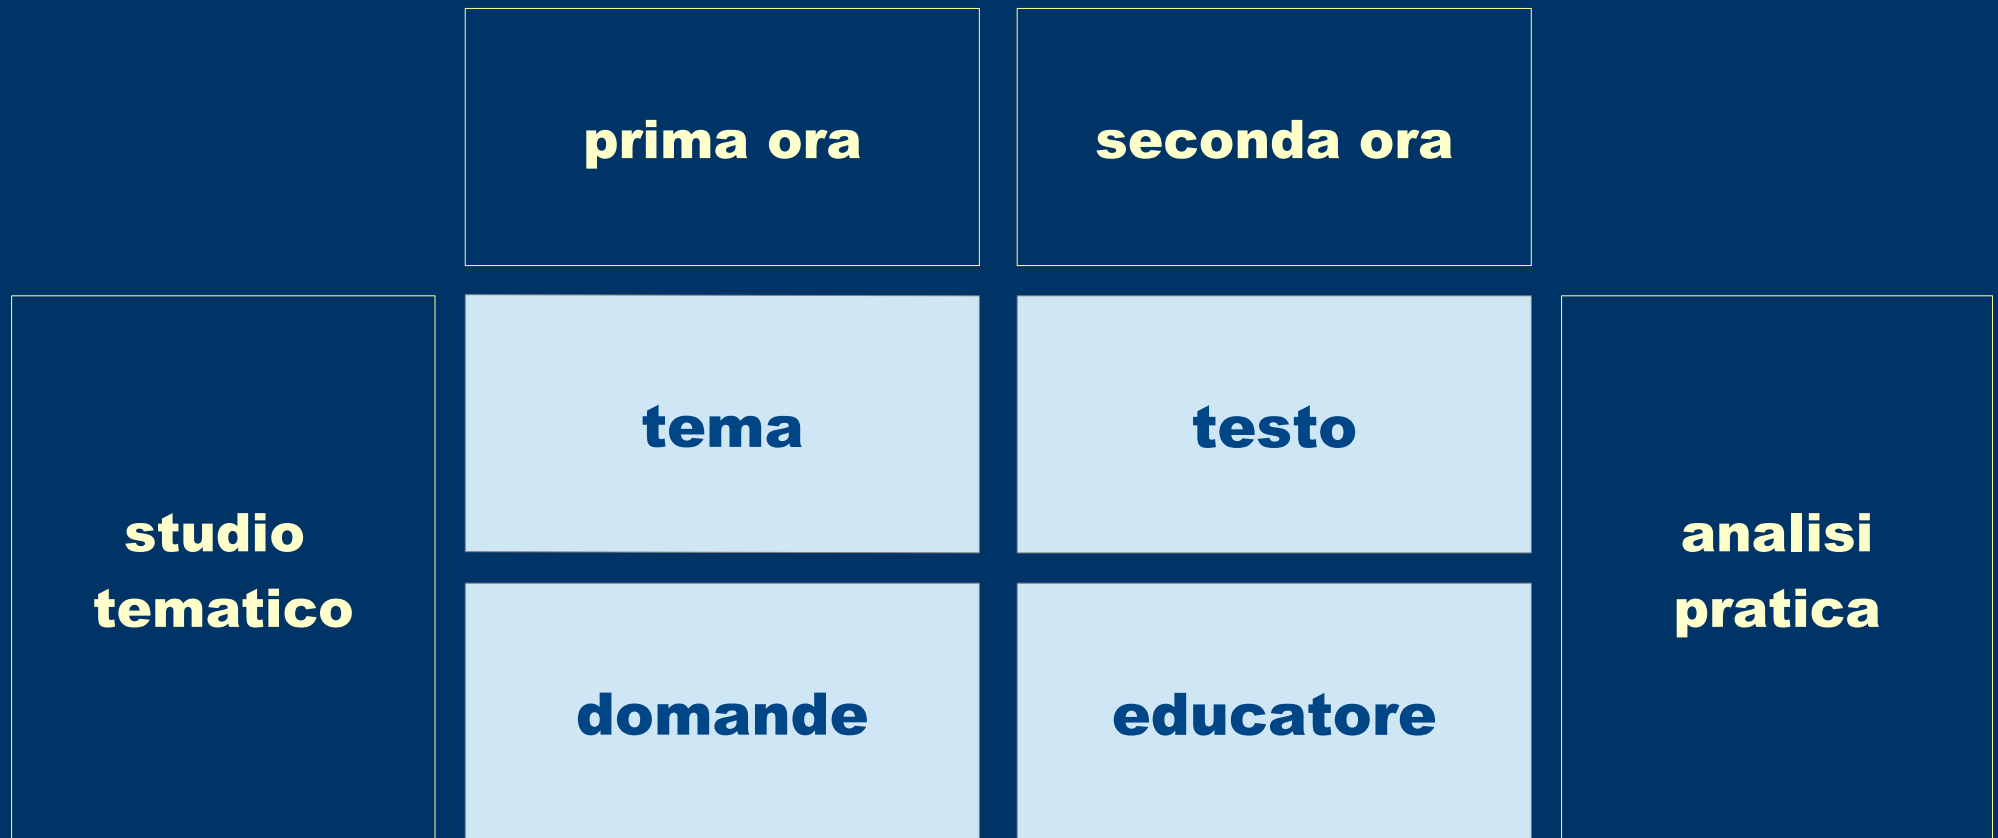 prima ora
seconda ora
studio
tematico
tema
testo
analisi
pratica
domande
educatore